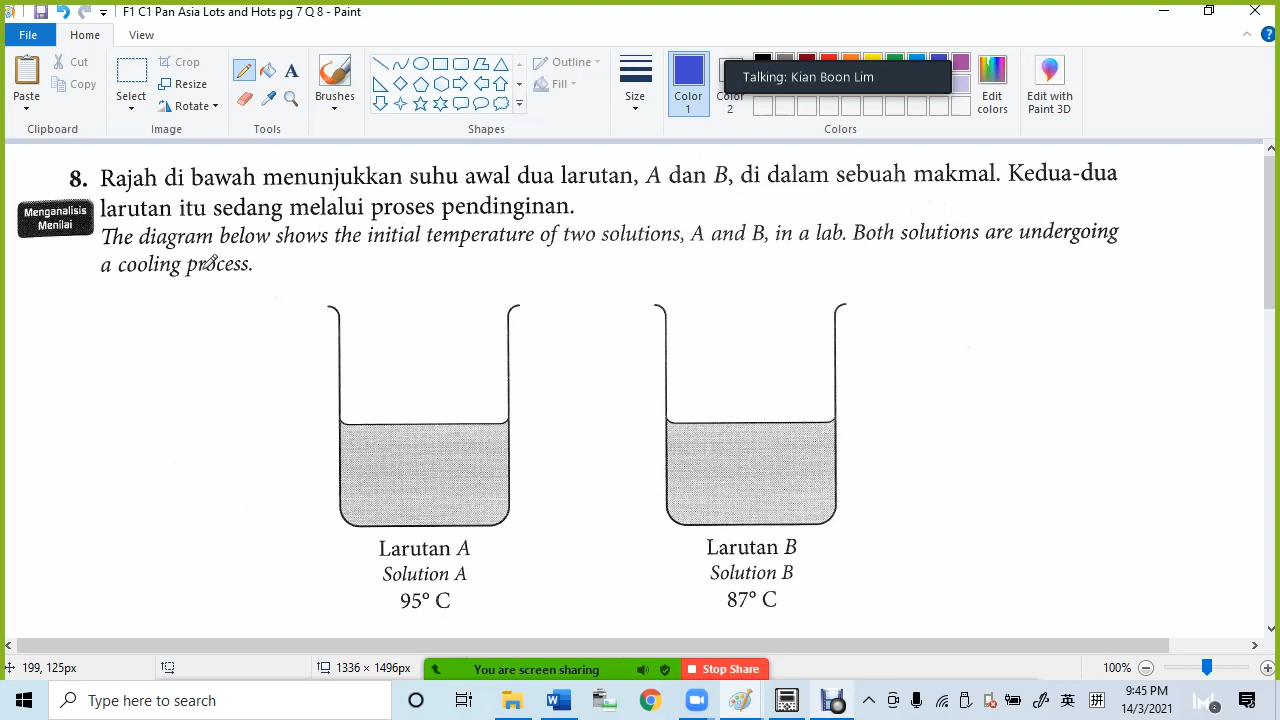 F1 C1 Pan Asia Lots and Hots pg 7 Q 8 - Paint
File Home View
Paste Cut Copy Select Crop Resize Rotate A Brushes Outline Fill Size Color 1 Color 2 Edit colors Edit with Paint 3D
Talking: Kian Boon Lim
Clipboard Image Tools Shapes Colors
8. Rajah di bawah menunjukkan suhu awal dua larutan, A dan B, di dalam sebuah makmal. Kedua-dua
Menganalisis
Menilai
larutan itu sedang melalui proses pendinginan.
The diagram below shows the initial temperature of two solutions, A and B, in a lab. Both solutions are undergoing
a cooling process.
Larutan A
Solution A
95° C
Larutan B
Solution B
87° C
199, 125px 1336 × 1496px 100%
You are screen sharing Stop Share
Type here to search
英 拼 9:45 PM
14/3/2021